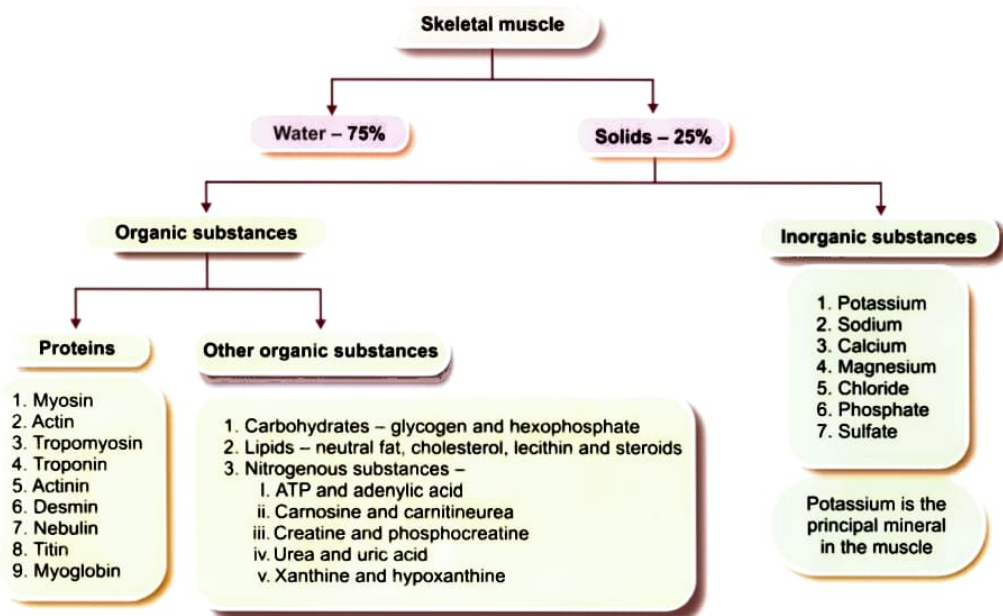 Skeletal muscle
Water – 75%
Solids – 25%
Organic substances
Inorganic substances
Proteins
Other organic substances
1. Myosin
2. Actin
3. Tropomyosin
4. Troponin
5. Actinin
6. Desmin
7. Nebulin
8. Titin
9. Myoglobin
1. Carbohydrates – glycogen and hexophosphate
2. Lipids – neutral fat, cholesterol, lecithin and steroids
3. Nitrogenous substances –
I. ATP and adenylic acid
ii. Carnosine and carnitineurea
iii. Creatine and phosphocreatine
iv. Urea and uric acid
v. Xanthine and hypoxanthine
1. Potassium
2. Sodium
3. Calcium
4. Magnesium
5. Chloride
6. Phosphate
7. Sulfate
Potassium is the
principal mineral
in the muscle